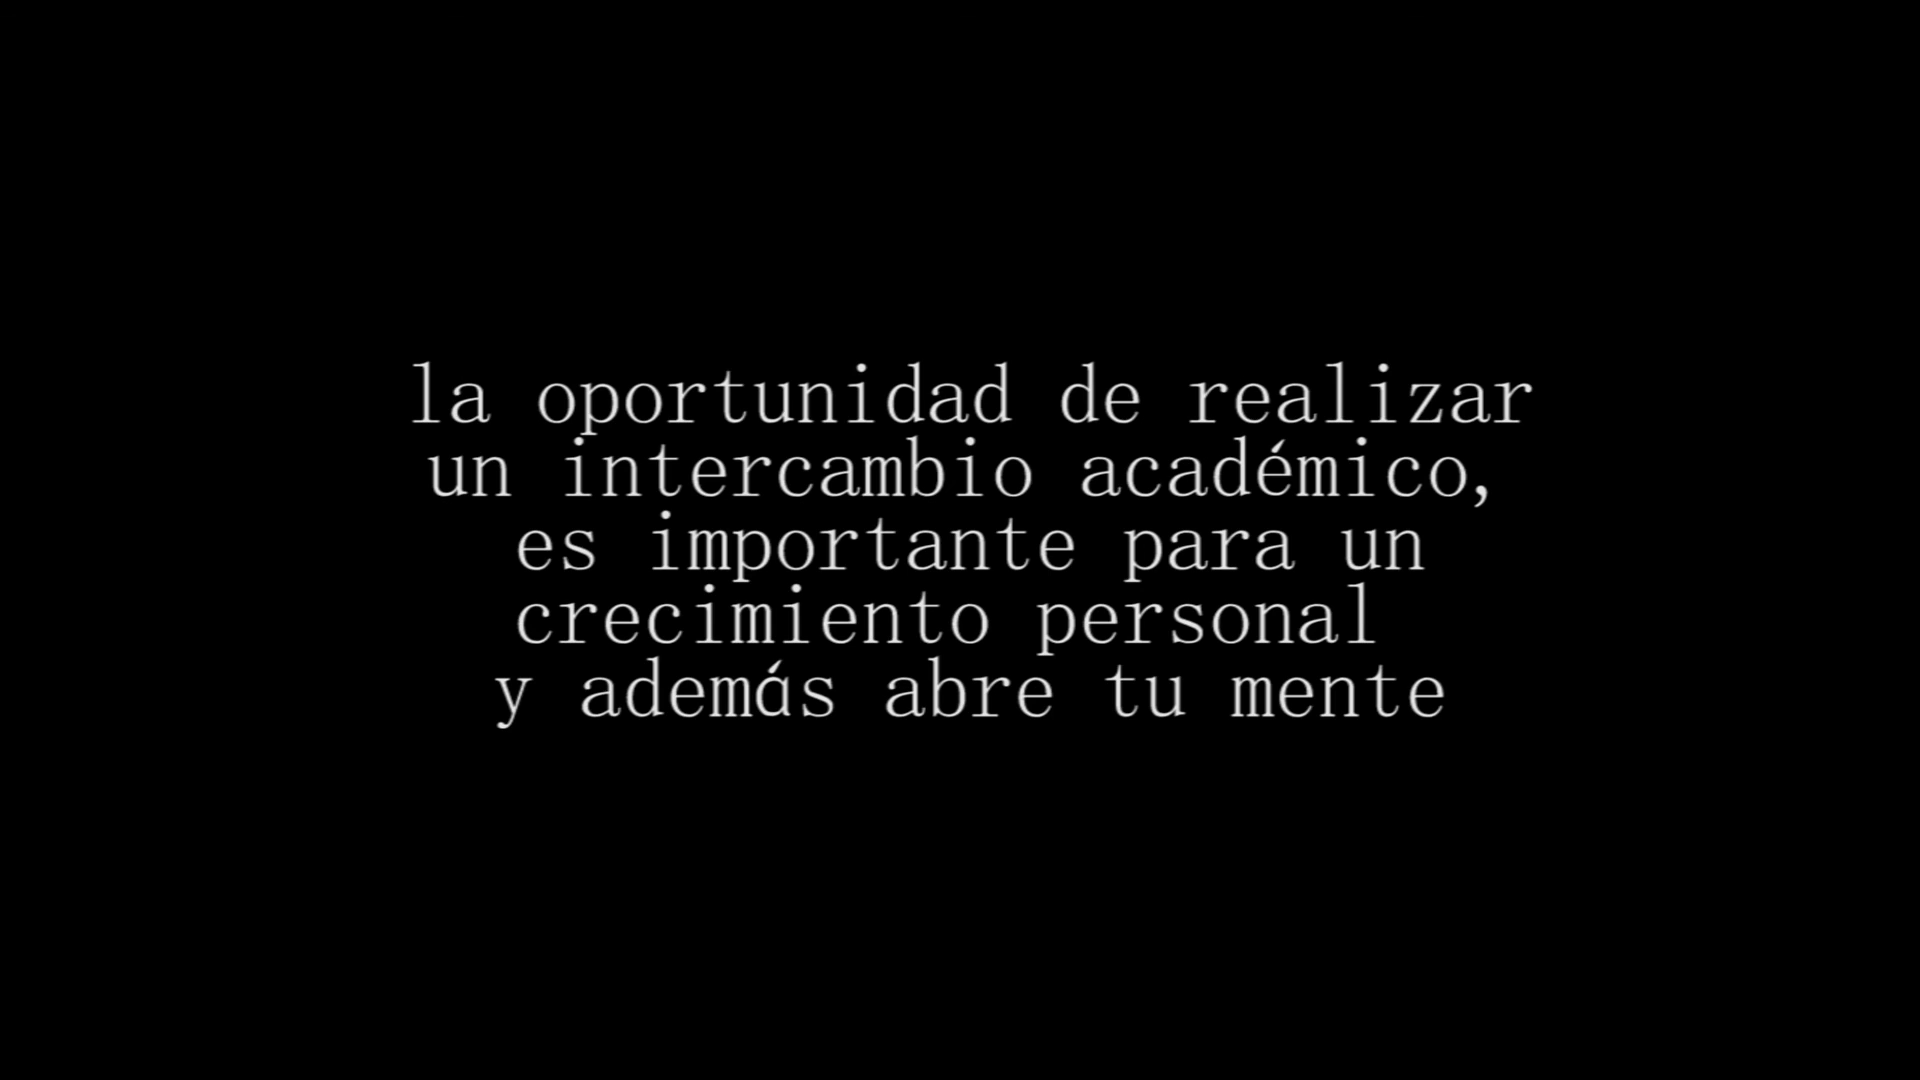 la oportunidad de realizar
un intercambio académico,
es importante para un
crecimiento personal
y además abre tu mente